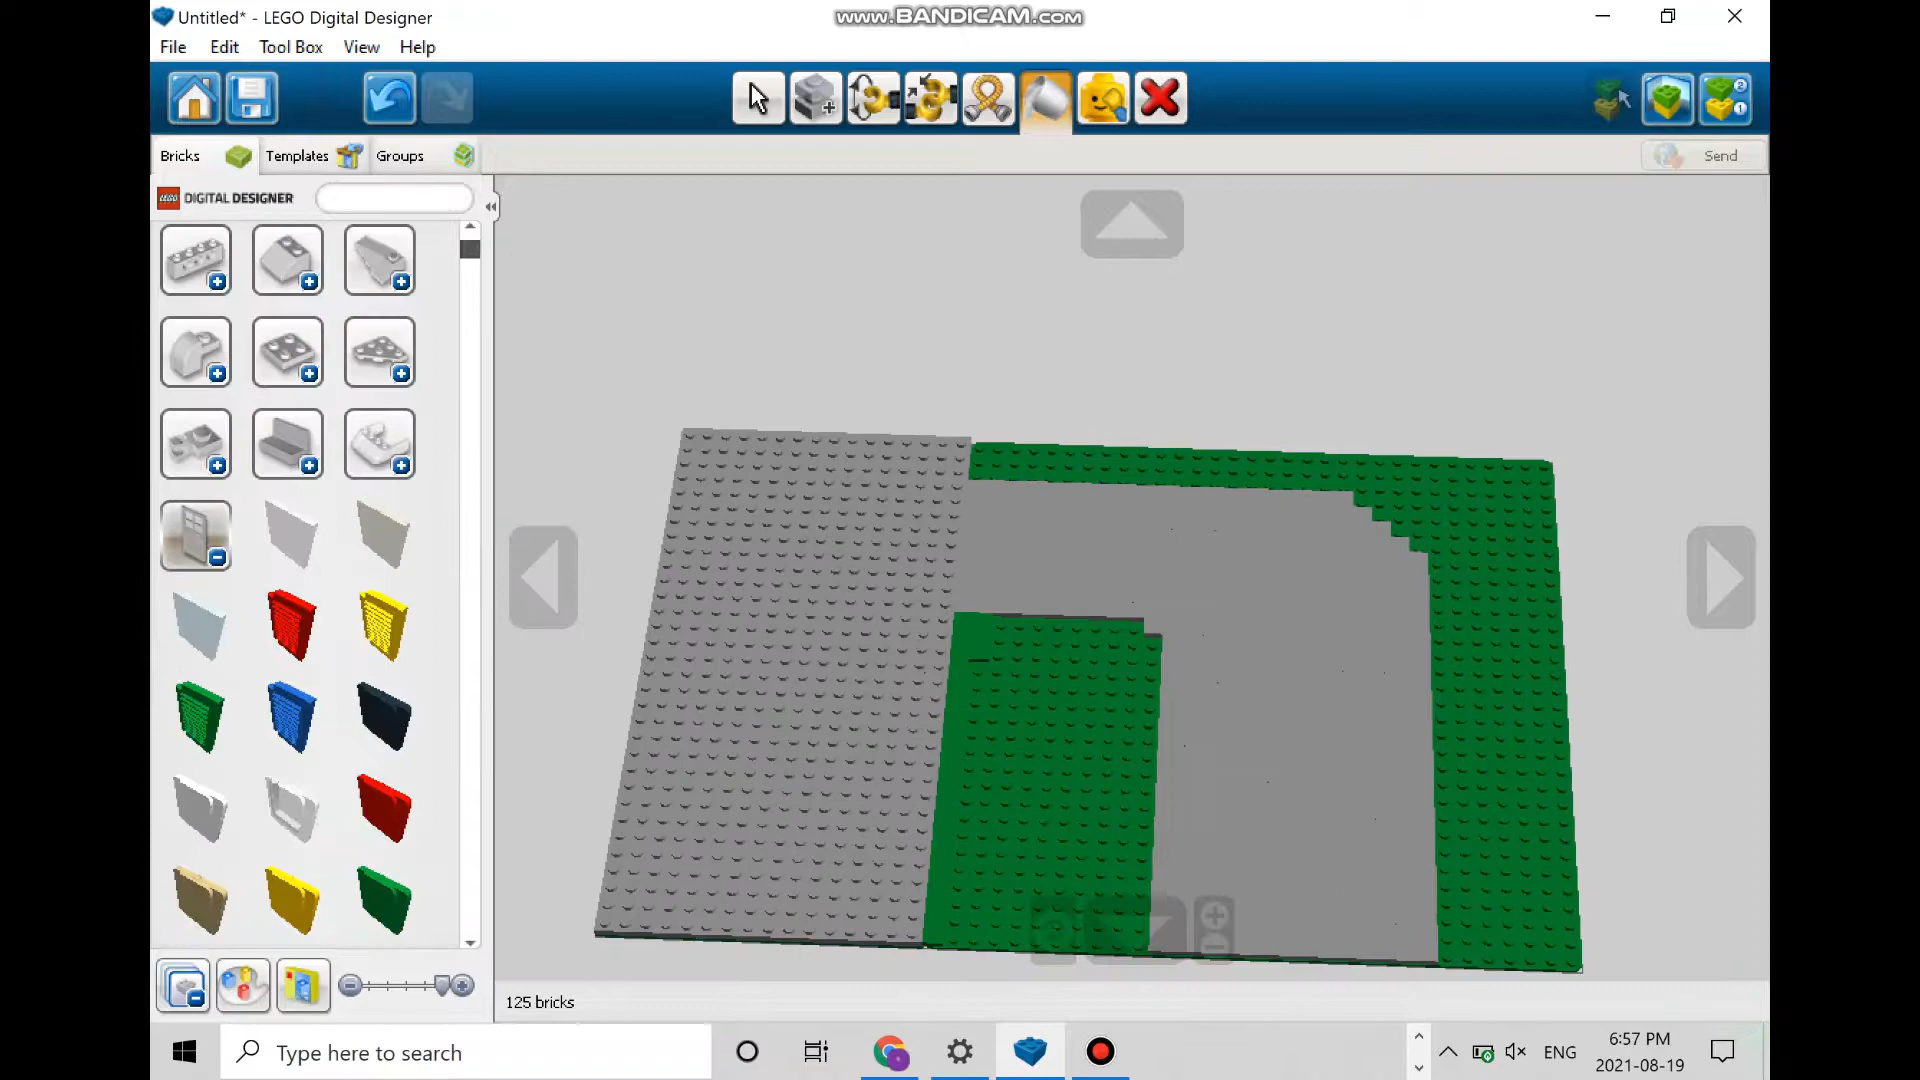 Untitled* - LEGO Digital Designer
www.BANDICAM.com
File Edit Tool Box View Help
Bricks Templates Groups
Send
LEGO DIGITAL DESIGNER
125 bricks
Type here to search
ENG
6:57 PM
2021-08-19